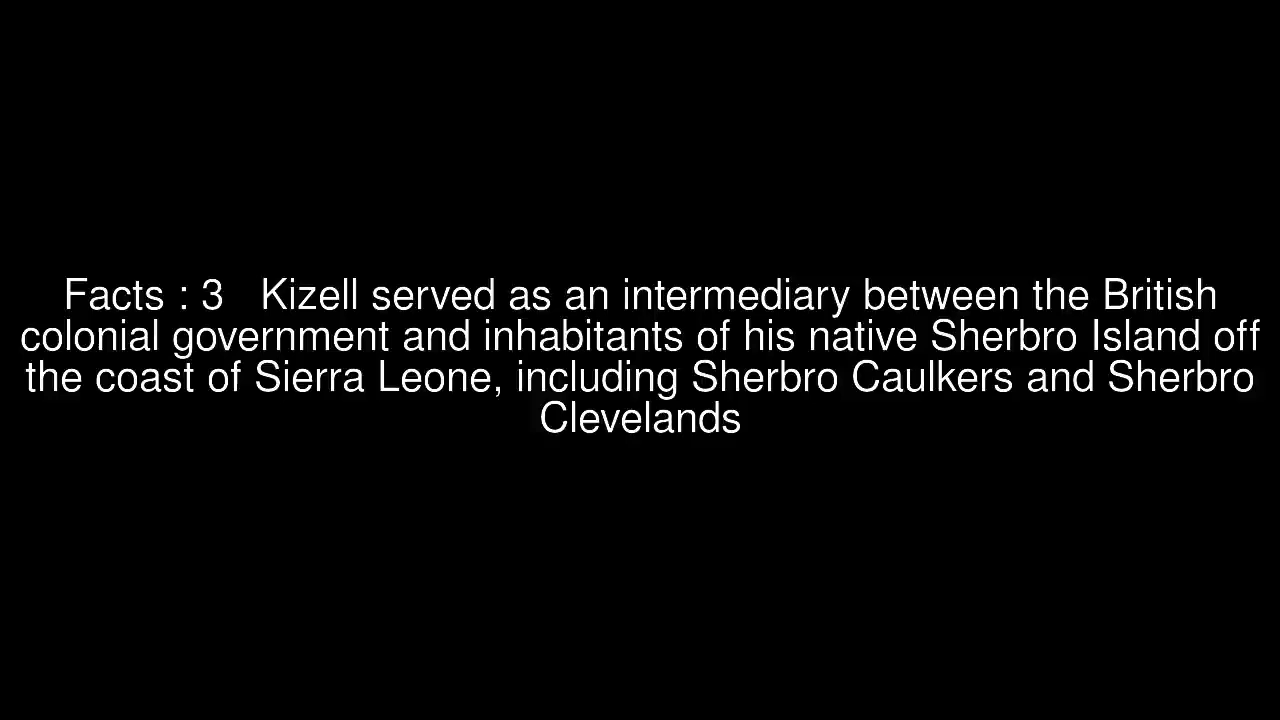 Facts : 3   Kizell served as an intermediary between the British
colonial government and inhabitants of his native Sherbro Island off
the coast of Sierra Leone, including Sherbro Caulkers and Sherbro
Clevelands